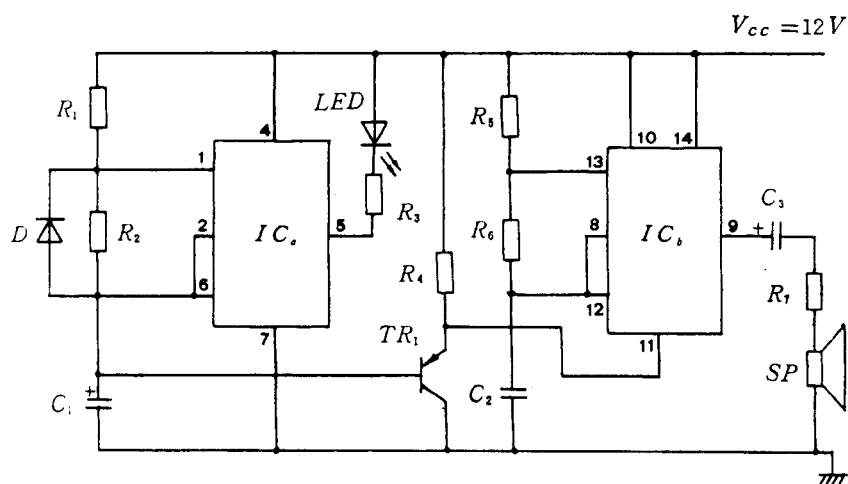 Vcc=12V
R₁
4
LED
R₅
10
14
1
13
C₃
D
R₂
2
ICₐ
5
R₃
R₆
8
IC_b
9
+
6
R₄
12
R₇
7
TR₁
11
+
C₁
C₂
SP